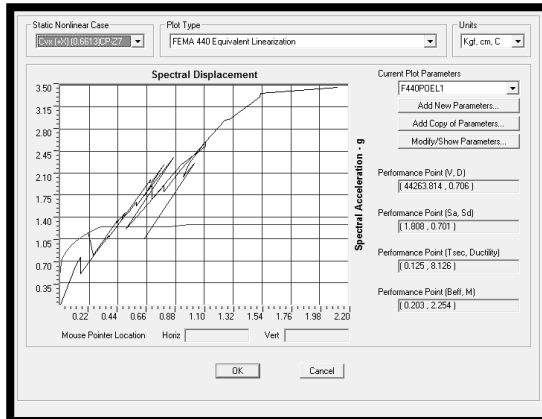 Static Nonlinear Case
Cvx (+X) (0.6613)CP-Z7
Plot Type
FEMA 440 Equivalent Linearization
Units
Kgf, cm, C
Spectral Displacement
3.50
3.15
2.80
2.45
2.10
1.75
1.40
1.05
0.70
0.35
0.22 0.44 0.66 0.88 1.10 1.32 1.54 1.76 1.98 2.20
Spectral Acceleration - g
Mouse Pointer Location Horiz Vert
Current Plot Parameters
F440POEL1
Add New Parameters...
Add Copy of Parameters...
Modify/Show Parameters...
Performance Point (V, D)
( 44263.814 , 0.706 )
Performance Point (Sa, Sd)
( 1.808 , 0.701 )
Performance Point (Tsec, Ductility)
( 0.125 , 8.126 )
Performance Point (Beff, M)
( 0.203 , 2.254 )
OK Cancel